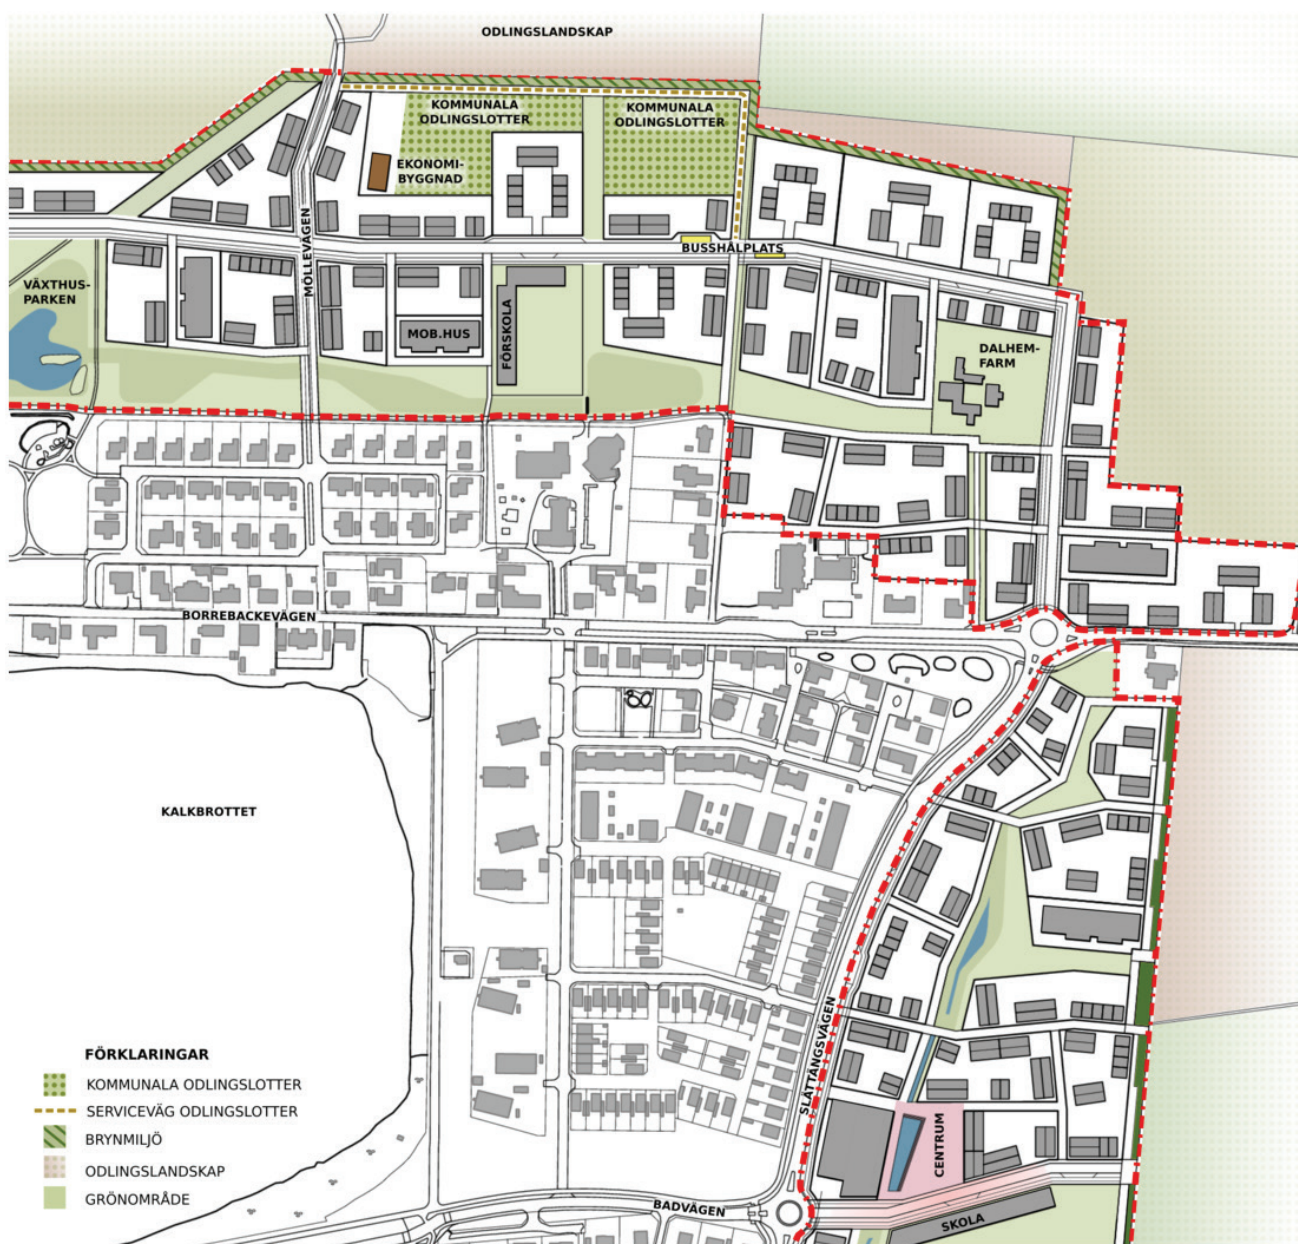 ODLINGSLANDSKAP
KOMMUNALA
ODLINGSLOTTER
KOMMUNALA
ODLINGSLOTTER
EKONOMI-
BYGGNAD
MÖLLEVÄGEN
BUSSHÅLPLATS
VÄXTHUS-
PARKEN
MOB.HUS
FÖRSKOLA
DALHEM-
FARM
BORREBACKEVÄGEN
KALKBROTTET
SLÄTTÄNGSVÄGEN
CENTRUM
BADVÄGEN
SKOLA
FÖRKLARINGAR
KOMMUNALA ODLINGSLOTTER
SERVICEVÄG ODLINGSLOTTER
BRYNMILJÖ
ODLINGSLANDSKAP
GRÖNOMRÅDE